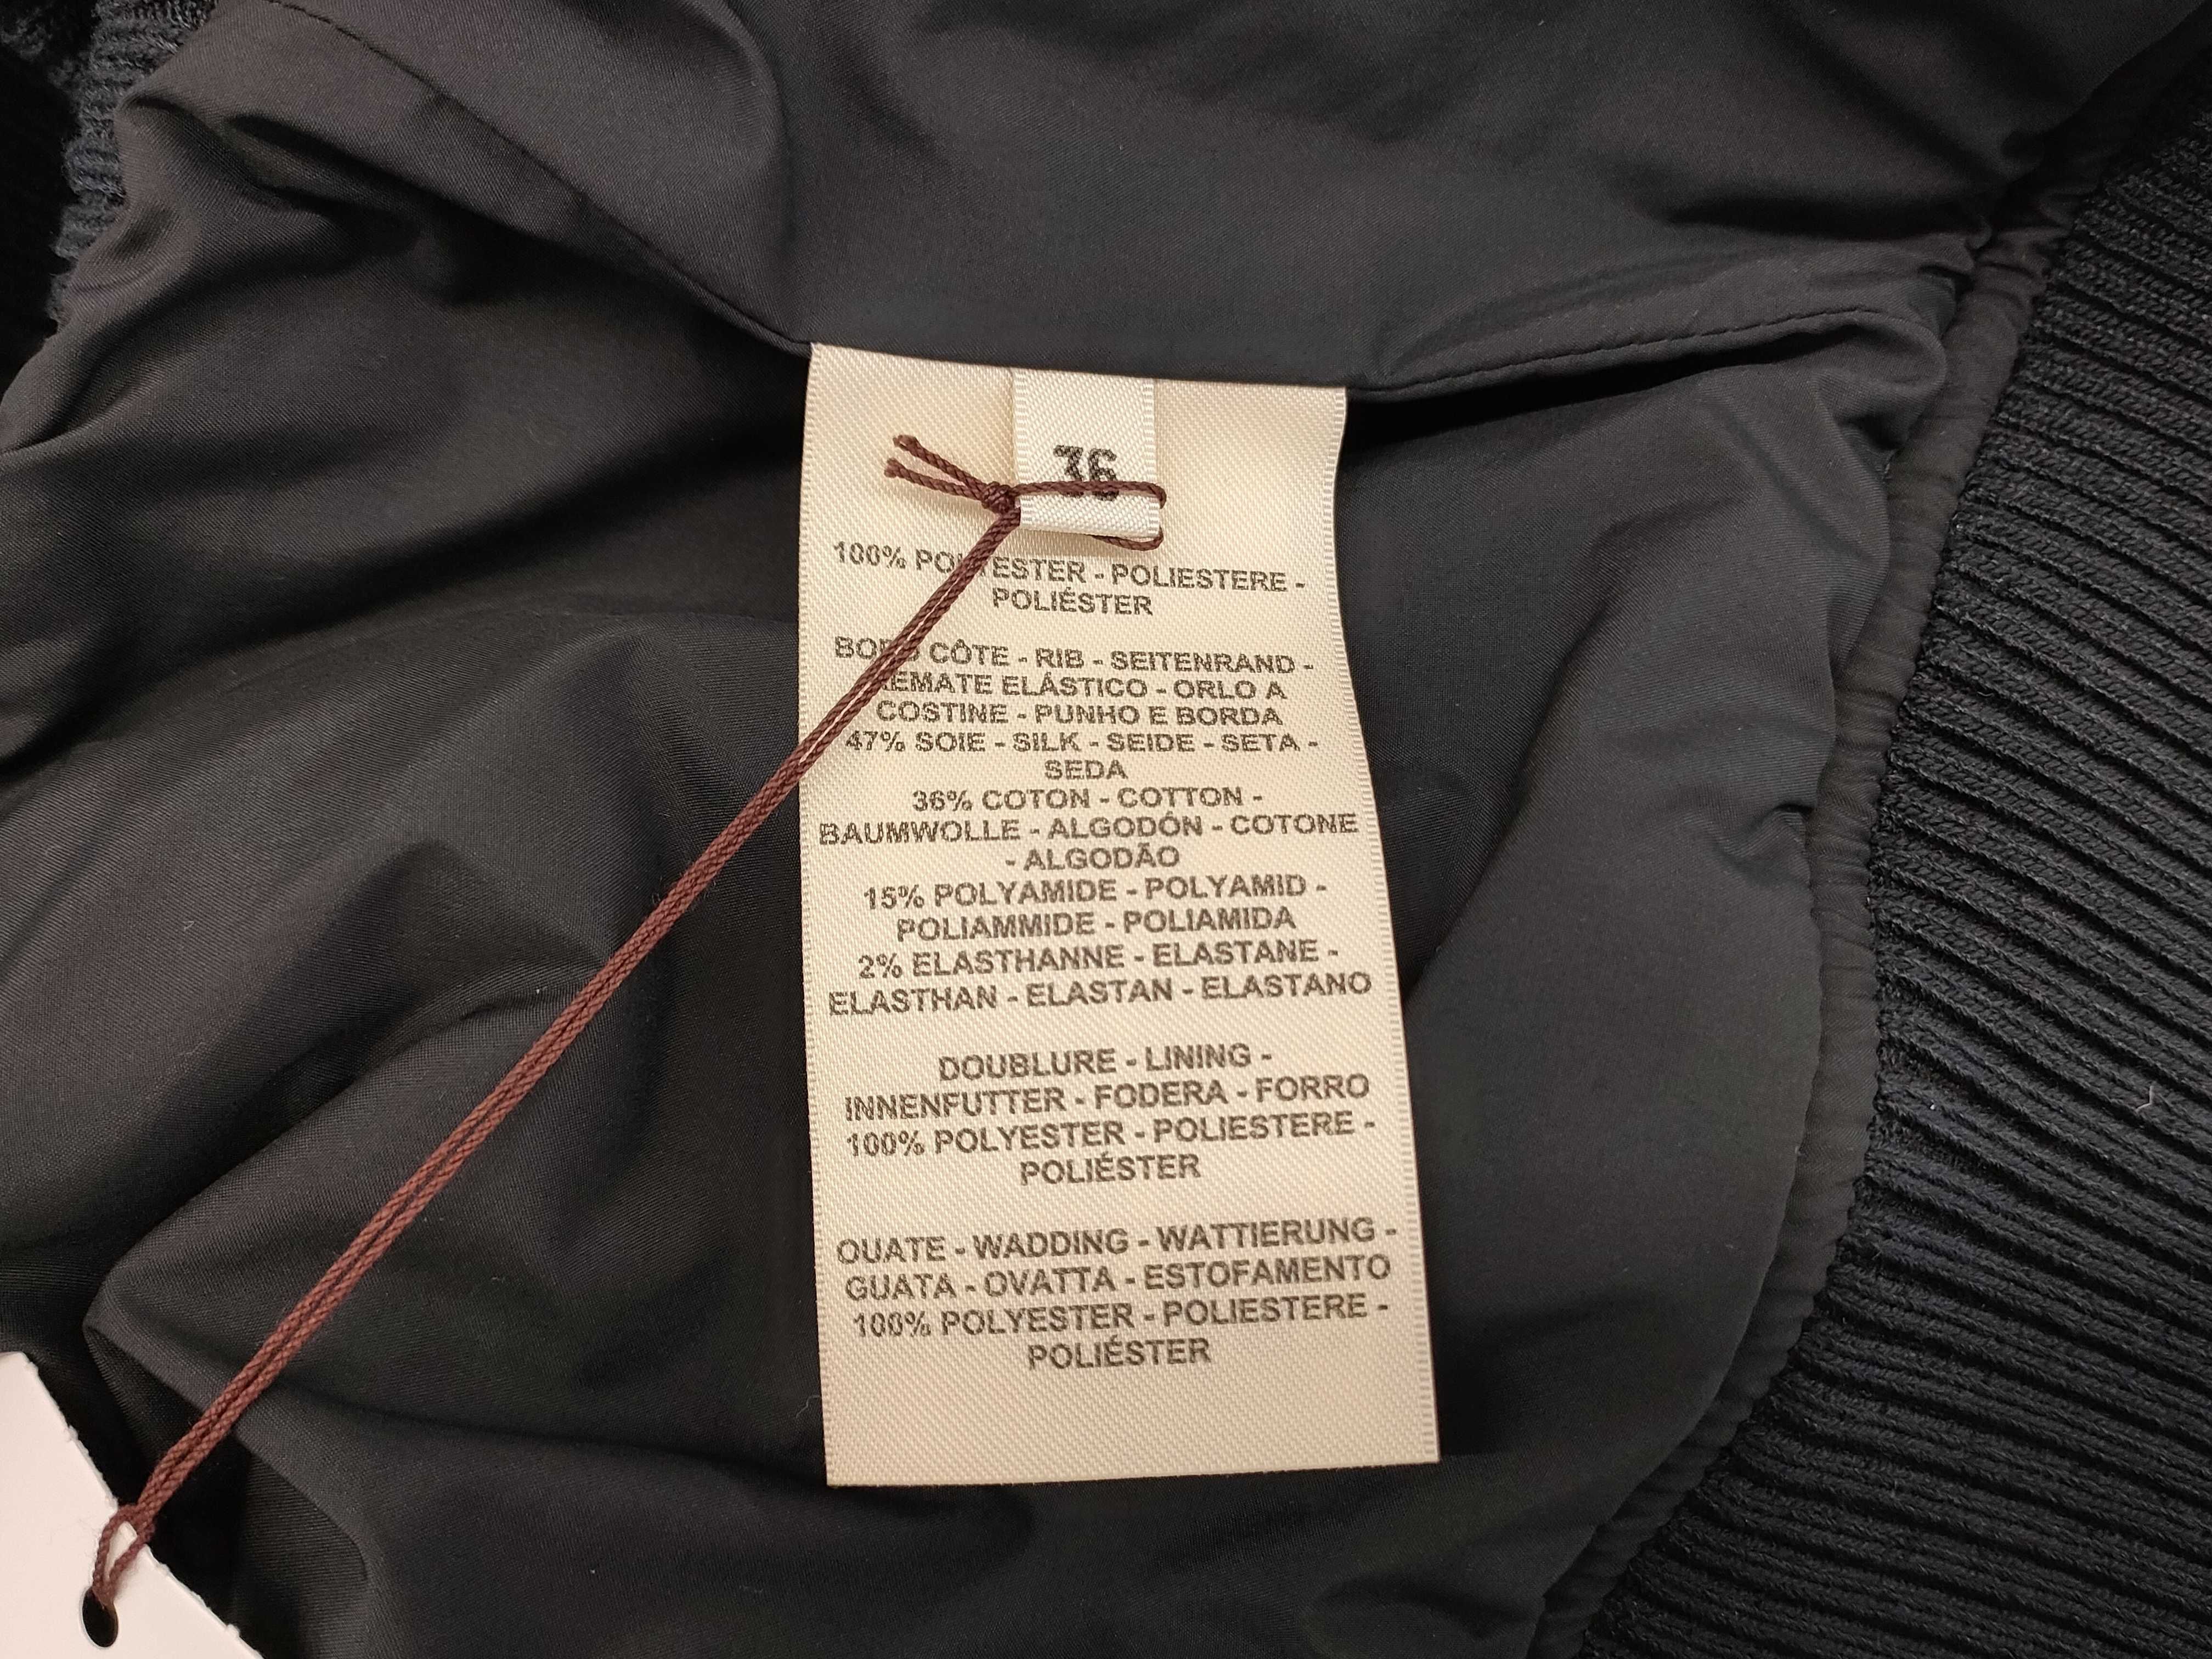 36
100% POLYESTER - POLIESTERE -
POLIÉSTER
BORD CÔTE - RIB - SEITENRAND -
REMATE ELÁSTICO - ORLO A
COSTINE - PUNHO E BORDA
47% SOIE - SILK - SEIDE - SETA -
SEDA
36% COTON - COTTON -
BAUMWOLLE - ALGODÓN - COTONE
- ALGODÃO
15% POLYAMIDE - POLYAMID -
POLIAMMIDE - POLIAMIDA
2% ELASTHANNE - ELASTANE -
ELASTHAN - ELASTAN - ELASTANO
DOUBLURE - LINING -
INNENFUTTER - FODERA - FORRO
100% POLYESTER - POLIESTERE -
POLIÉSTER
OUATE - WADDING - WATTIERUNG -
GUATA - OVATTA - ESTOFAMENTO
100% POLYESTER - POLIESTERE -
POLIÉSTER